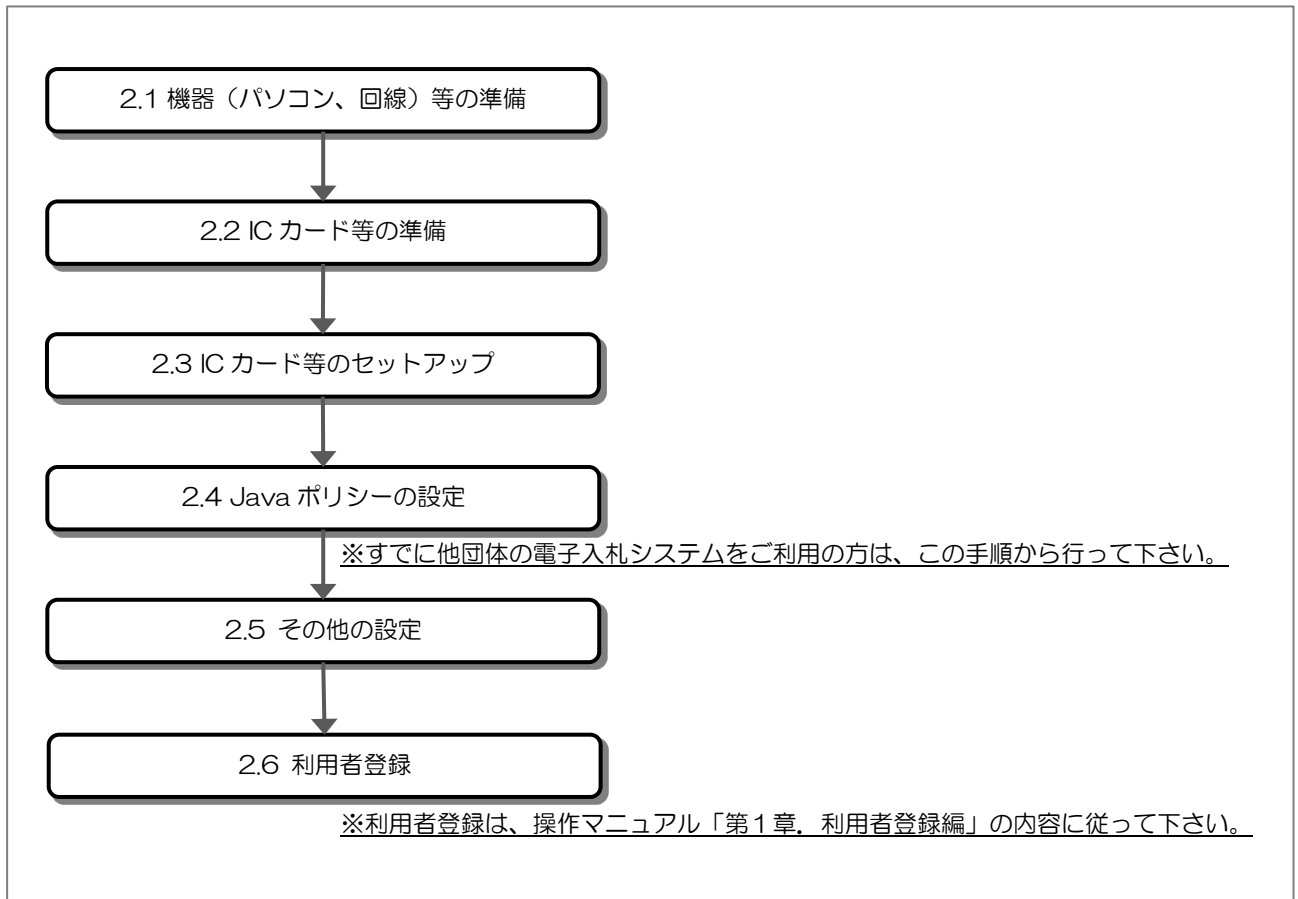 2.1 機器（パソコン、回線）等の準備
2.2 IC カード等の準備
2.3 IC カード等のセットアップ
2.4 Java ポリシーの設定
※すでに他団体の電子入札システムをご利用の方は、この手順から行って下さい。
2.5 その他の設定
2.6 利用者登録
※利用者登録は、操作マニュアル「第１章．利用者登録編」の内容に従って下さい。